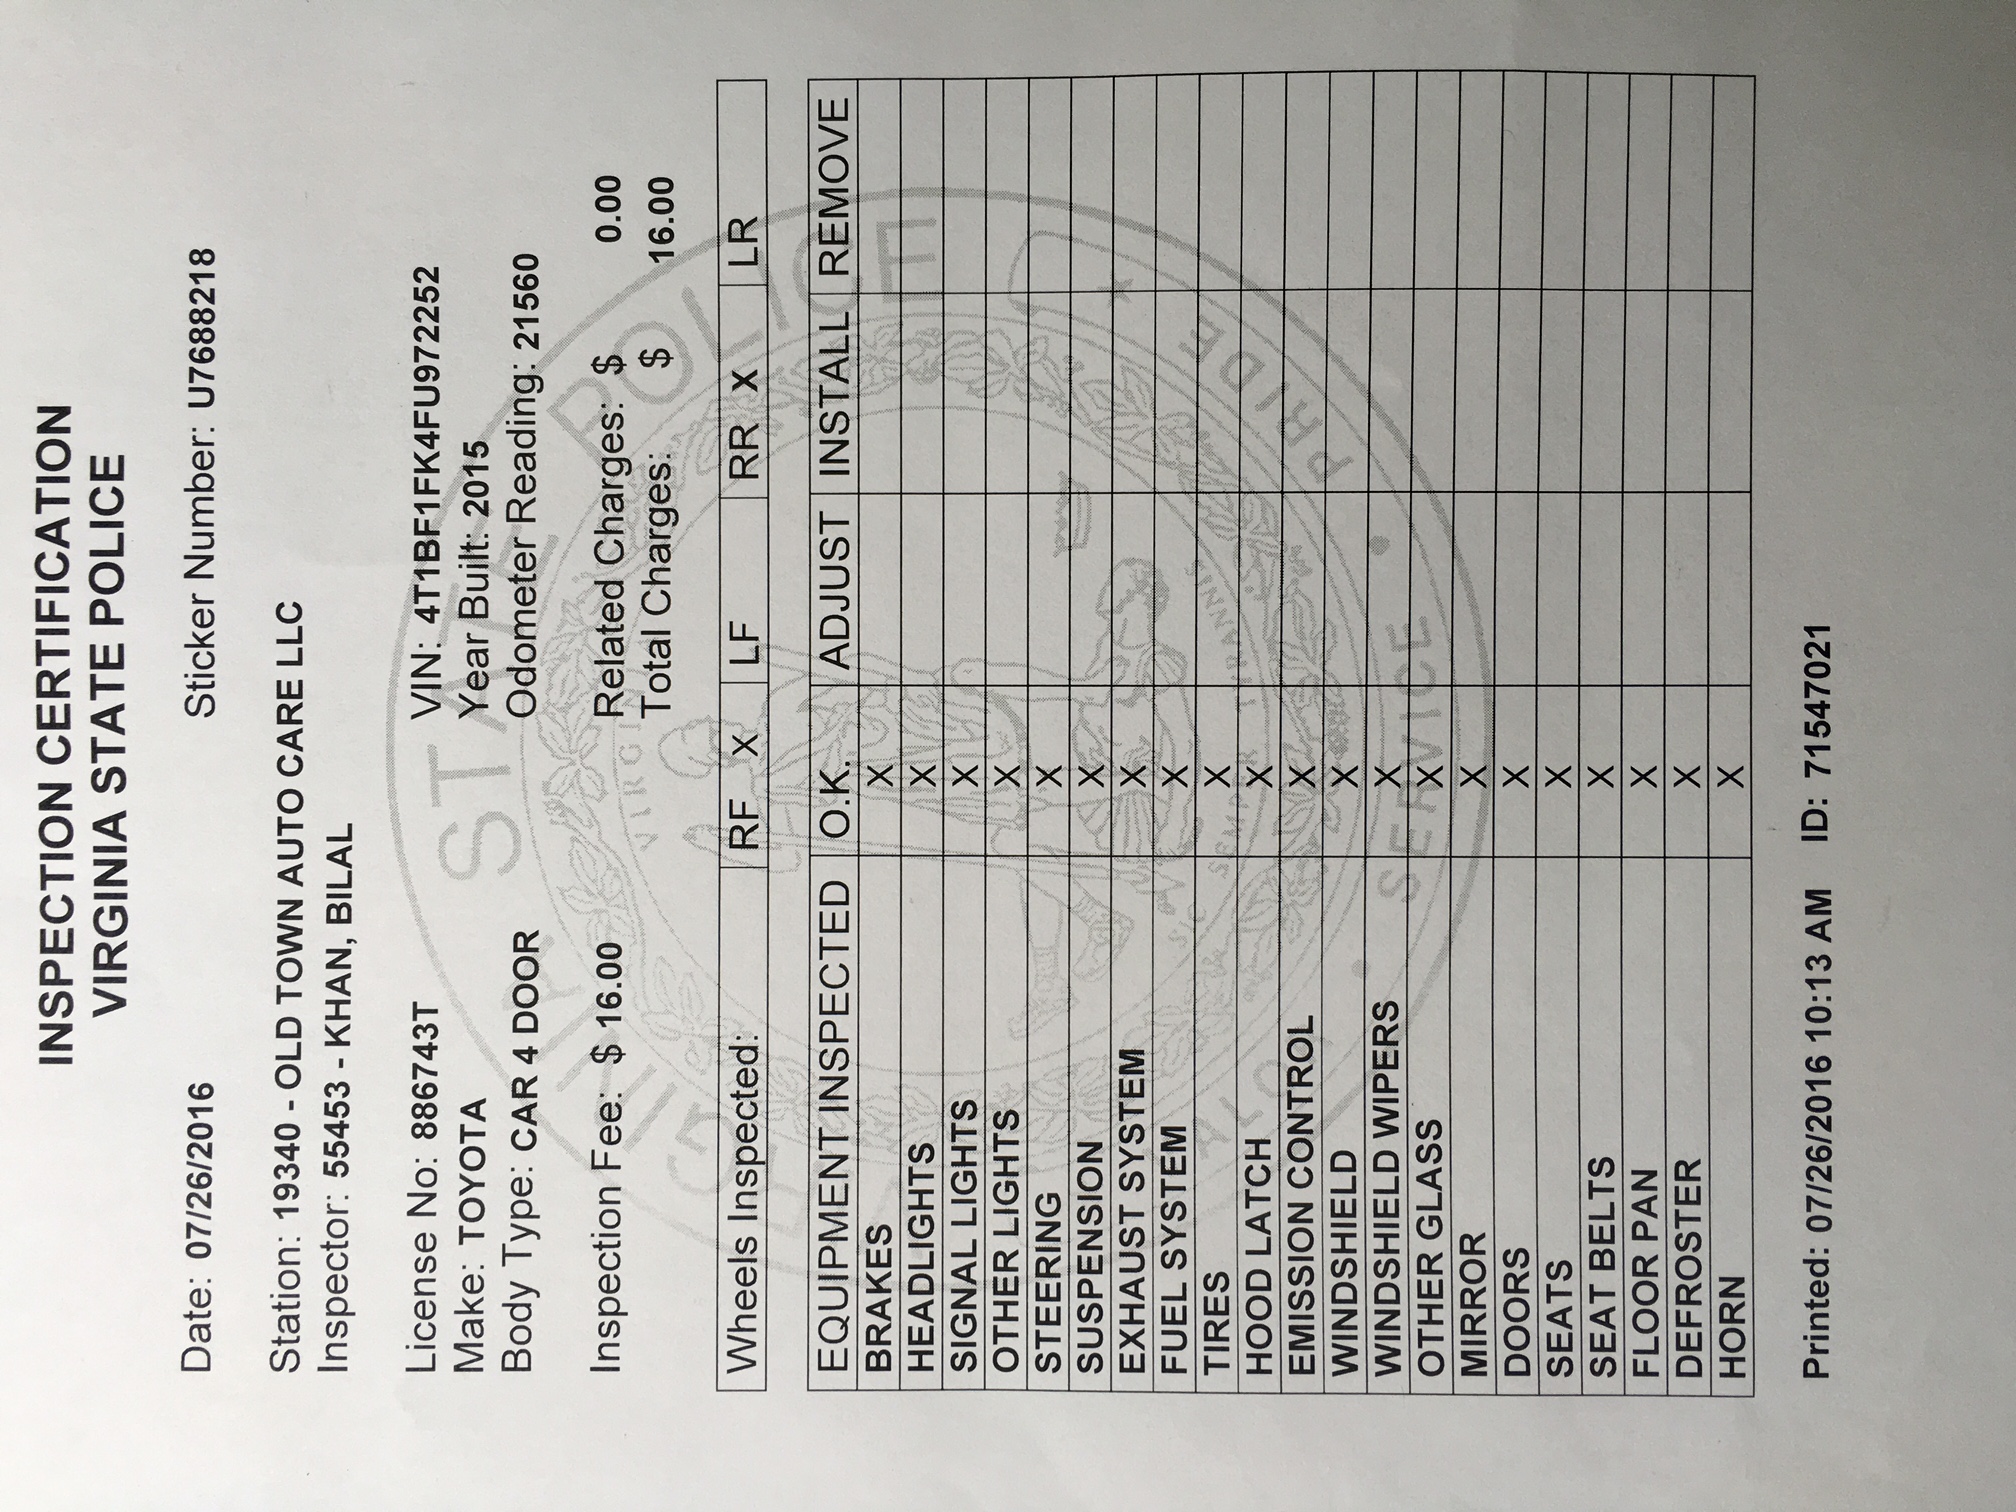 INSPECTION CERTIFICATION
VIRGINIA STATE POLICE
Date: 07/26/2016 Sticker Number: U7688218
Station: 19340 - OLD TOWN AUTO CARE LLC
Inspector: 55453 - KHAN, BILAL
License No: 886743T VIN: 4T1BF1FK4FU972252
Make: TOYOTA Year Built: 2015
Body Type: CAR 4 DOOR Odometer Reading: 21560
Inspection Fee: $ 16.00 Related Charges: $ 0.00
Total Charges: $ 16.00
Wheels Inspected: RF X LF RR X LR
EQUIPMENT INSPECTED O.K. ADJUST INSTALL REMOVE
BRAKES X
HEADLIGHTS X
SIGNAL LIGHTS X
OTHER LIGHTS X
STEERING X
SUSPENSION X
EXHAUST SYSTEM X
FUEL SYSTEM X
TIRES X
HOOD LATCH X
EMISSION CONTROL X
WINDSHIELD X
WINDSHIELD WIPERS X
OTHER GLASS X
MIRROR X
DOORS X
SEATS X
SEAT BELTS X
FLOOR PAN X
DEFROSTER X
HORN X
Printed: 07/26/2016 10:13 AM ID: 71547021
VIRGINIA STATE POLICE
VIRGINIA
SIC SEMPER TYRANNIS
VALOR • SERVICE • PRIDE